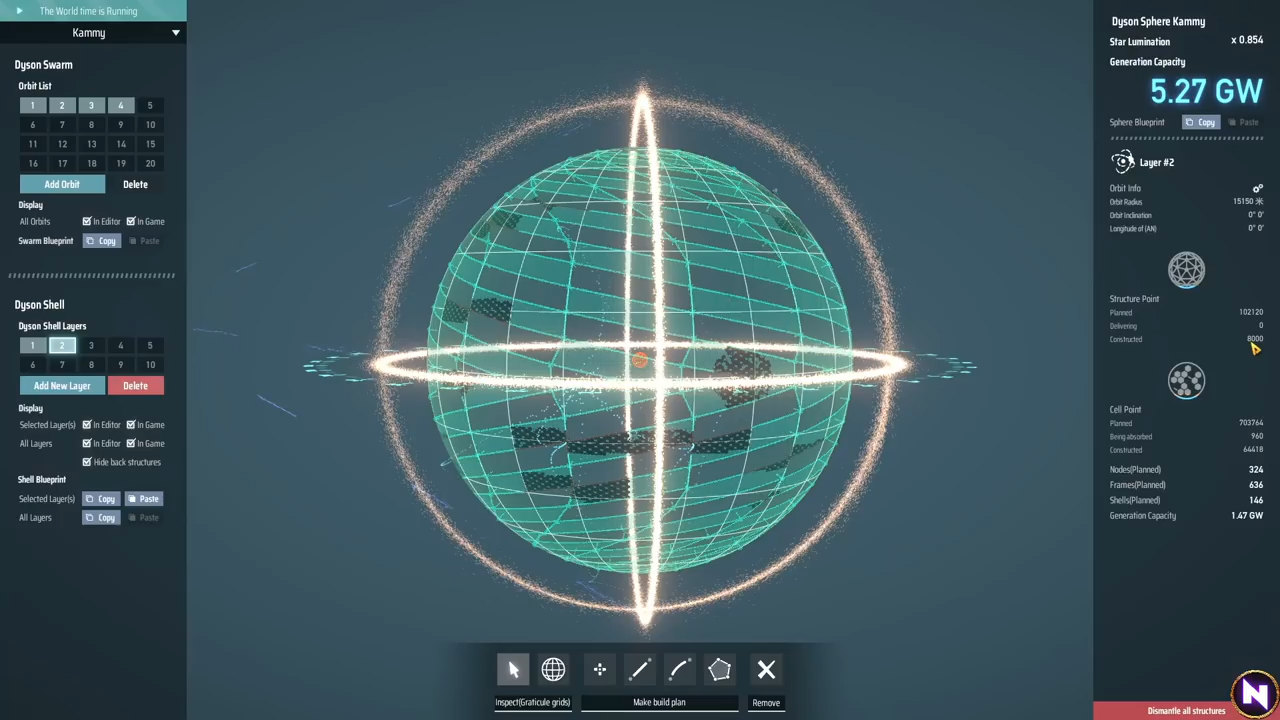 The World time is Running
Kammy
Dyson Swarm
Orbit List
1 2 3 4 5
6 7 8 9 10
11 12 13 14 15
16 17 18 19 20
Add Orbit Delete
Display
All Orbits In Editor In Game
Swarm Blueprint Copy Paste
Dyson Shell
Dyson Shell Layers
1 2 3 4 5
6 7 8 9 10
Add New Layer Delete
Display
Selected Layer(s) In Editor In Game
All Layers In Editor In Game
Hide back structures
Shell Blueprint
Selected Layer(s) Copy Paste
All Layers Copy Paste
Inspect(Graticule grids) Make build plan Remove
Dyson Sphere Kammy
Star Lumination x 0.854
Generation Capacity
5.27 GW
Sphere Blueprint Copy Paste
Layer #2
Orbit Info
Orbit Radius 15150 米
Orbit Inclination 0° 0'
Longitude of (AN) 0° 0'
Structure Point
Planned 102120
Delivering 0
Constructed 8000
Cell Point
Planned 703764
Being absorbed 960
Constructed 64418
Nodes(Planned) 324
Frames(Planned) 636
Shells(Planned) 146
Generation Capacity 1.47 GW
Dismantle all structures
N